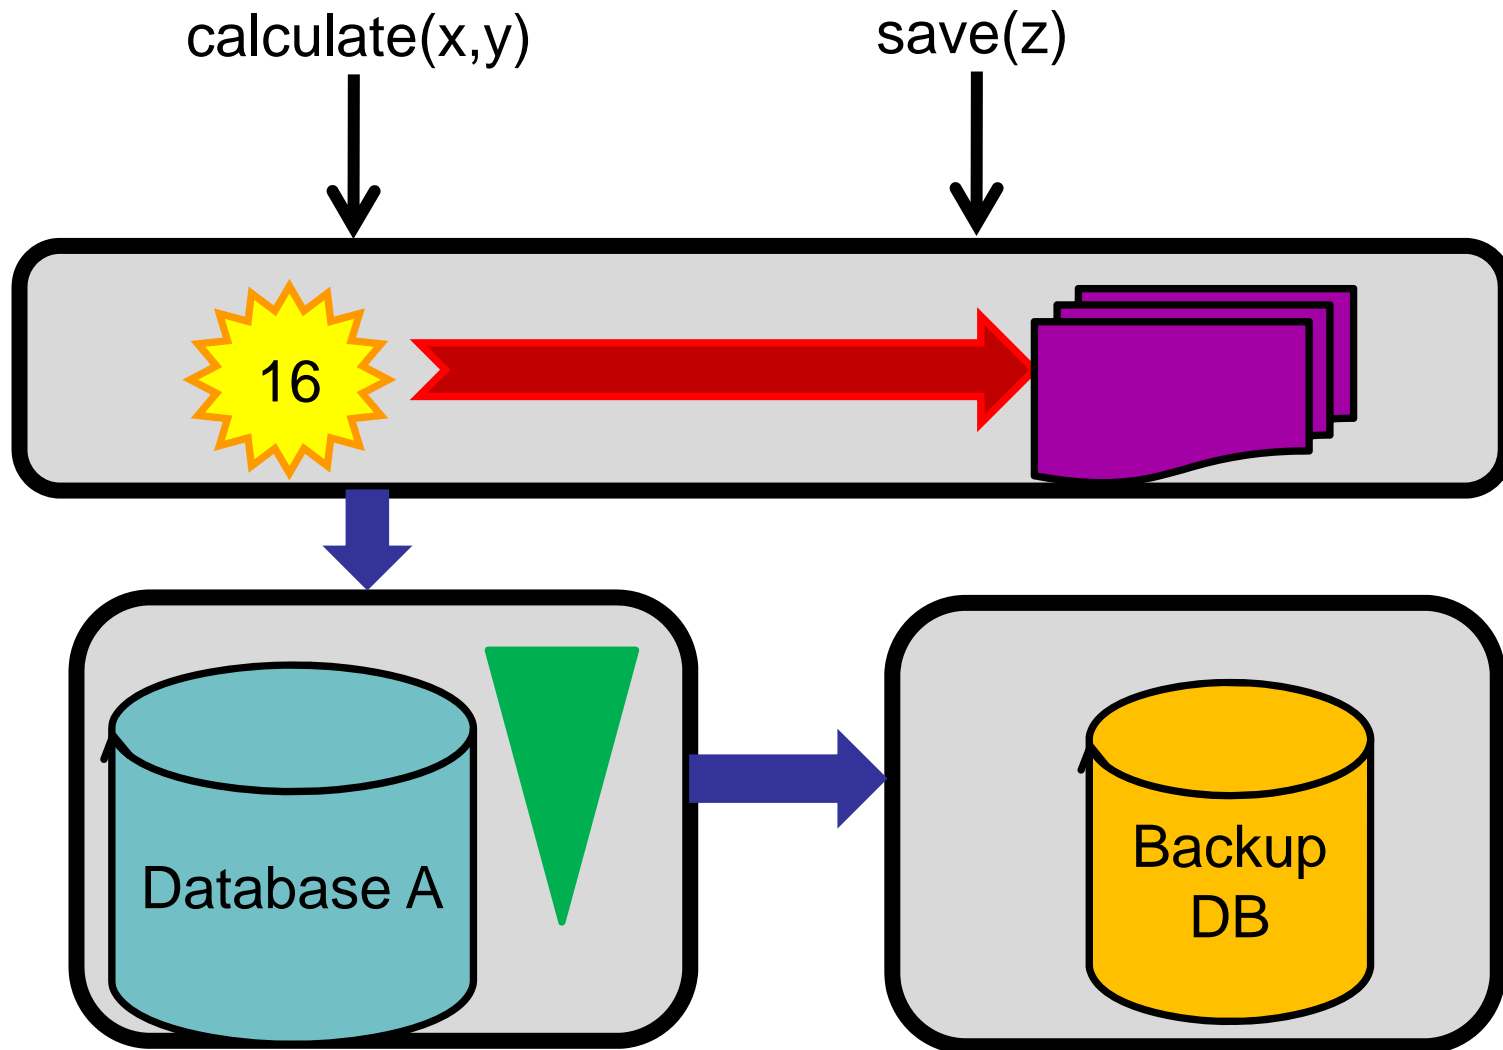 calculate(x,y)
save(z)
16
Database A
Backup
DB